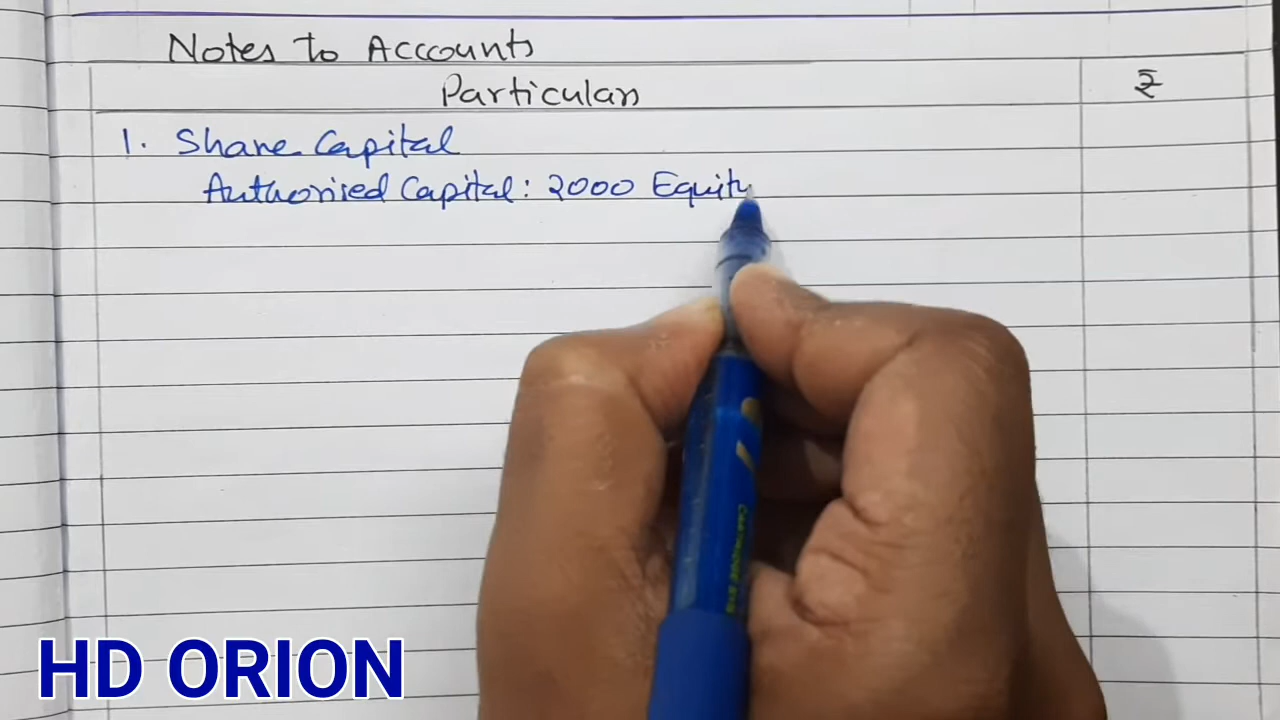 Notes to Accounts
Particulars
₹
1. Share Capital
Authorised Capital: 2000 Equity
HD ORION